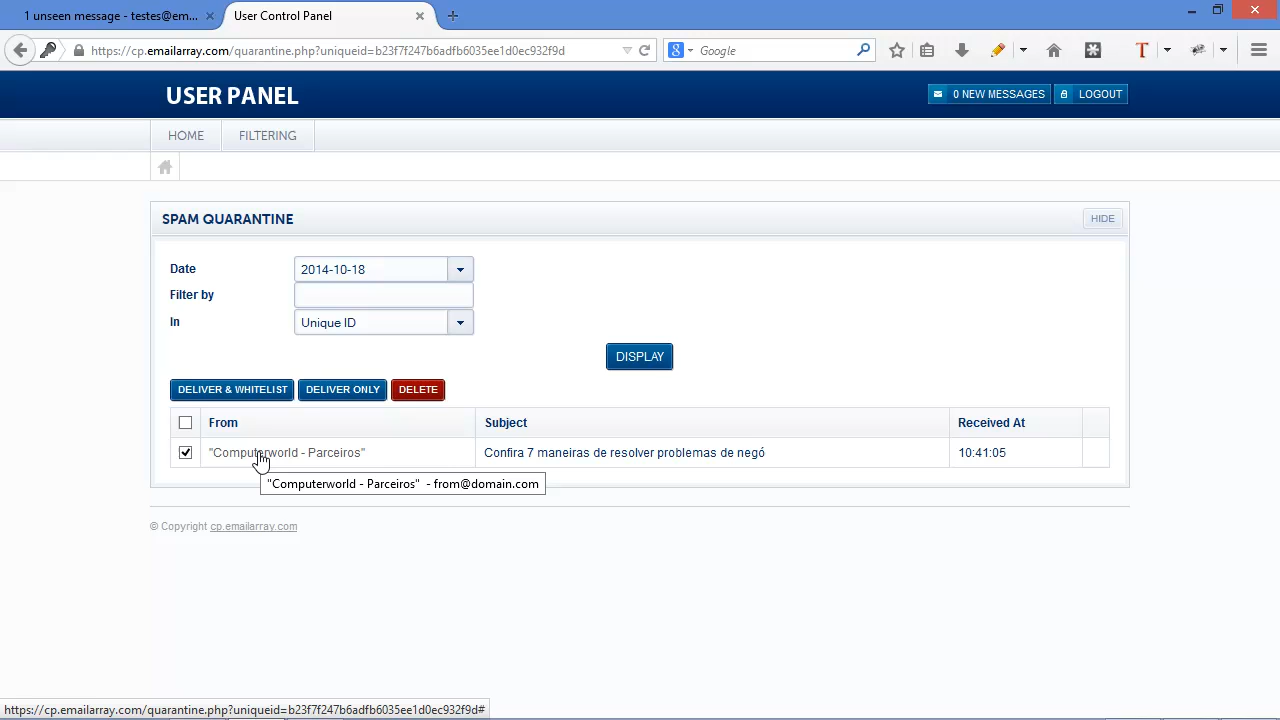 1 unseen message - testes@em...
User Control Panel
https://cp.emailarray.com/quarantine.php?uniqueid=b23f7f247b6adfb6035ee1d0ec932f9d
Google
USER PANEL
0 NEW MESSAGES
LOGOUT
HOME
FILTERING
SPAM QUARANTINE
HIDE
Date
2014-10-18
Filter by
In
Unique ID
DISPLAY
DELIVER & WHITELIST
DELIVER ONLY
DELETE
From
Subject
Received At
"Computerworld - Parceiros"
Confira 7 maneiras de resolver problemas de negó
10:41:05
"Computerworld - Parceiros" - from@domain.com
© Copyright cp.emailarray.com
https://cp.emailarray.com/quarantine.php?uniqueid=b23f7f247b6adfb6035ee1d0ec932f9d#